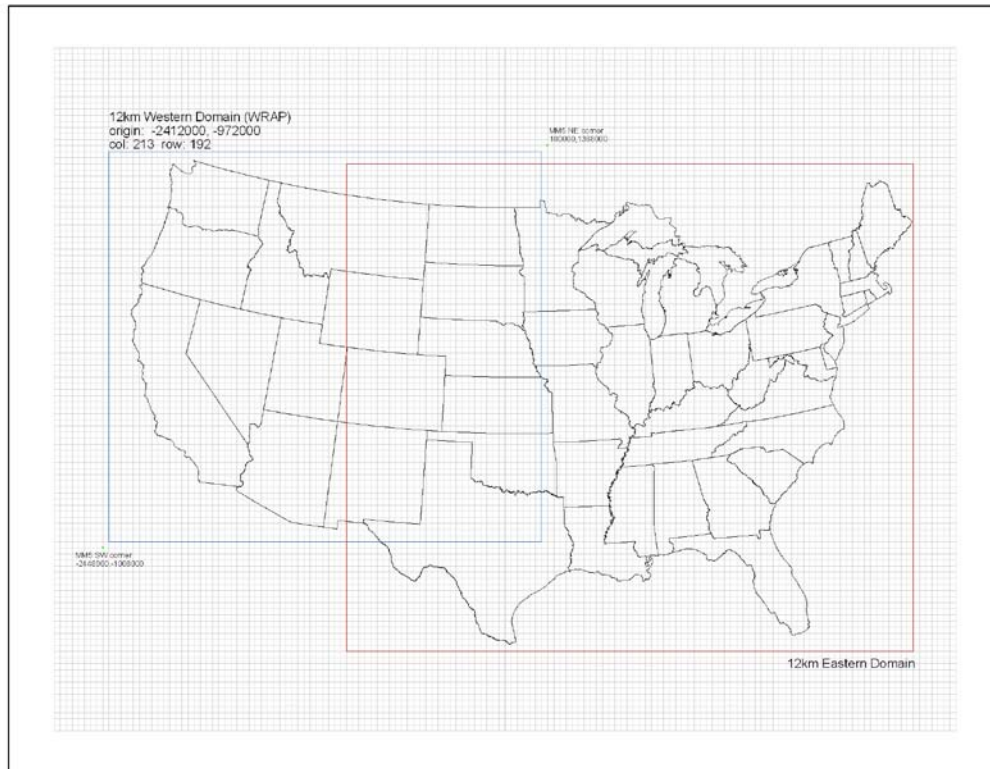 12km Western Domain (WRAP)
origin: -2412000, -972000
col: 213 row: 192
MM5 NE corner
MM5 SW corner
12km Eastern Domain